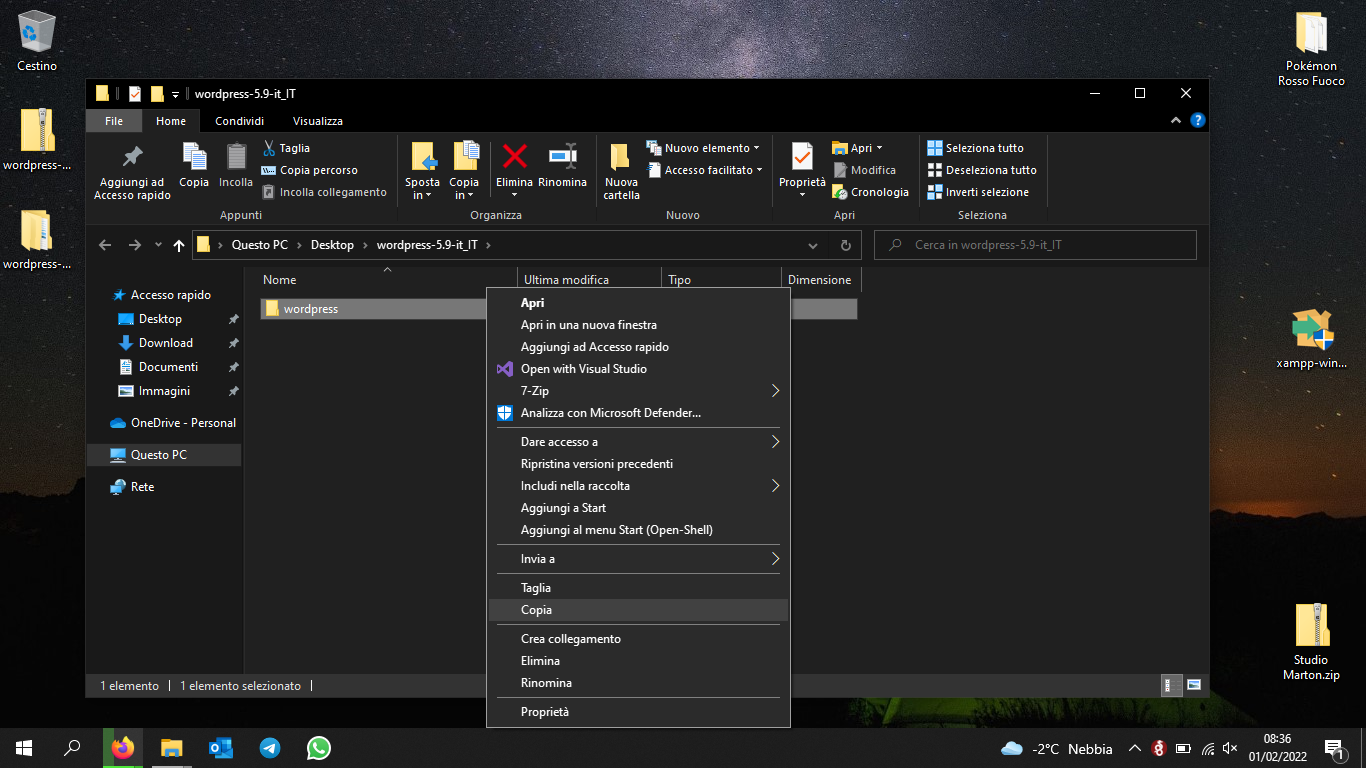 Cestino
wordpress-...
wordpress-...
Pokémon
Rosso Fuoco
xampp-win...
Studio
Marton.zip
wordpress-5.9-it_IT
File
Home
Condividi
Visualizza
Aggiungi ad
Accesso rapido
Copia
Incolla
Taglia
Copia percorso
Incolla collegamento
Appunti
Sposta
in
Copia
in
Elimina
Rinomina
Organizza
Nuova
cartella
Nuovo elemento
Accesso facilitato
Nuovo
Proprietà
Apri
Modifica
Cronologia
Apri
Seleziona tutto
Deseleziona tutto
Inverti selezione
Seleziona
Questo PC
Desktop
wordpress-5.9-it_IT
Cerca in wordpress-5.9-it_IT
Accesso rapido
Desktop
Download
Documenti
Immagini
OneDrive - Personal
Questo PC
Rete
Nome
Ultima modifica
Tipo
Dimensione
wordpress
Apri
Apri in una nuova finestra
Aggiungi ad Accesso rapido
Open with Visual Studio
7-Zip
Analizza con Microsoft Defender...
Dare accesso a
Ripristina versioni precedenti
Includi nella raccolta
Aggiungi a Start
Aggiungi al menu Start (Open-Shell)
Invia a
Taglia
Copia
Crea collegamento
Elimina
Rinomina
Proprietà
1 elemento
1 elemento selezionato
-2°C Nebbia
08:36
01/02/2022
1